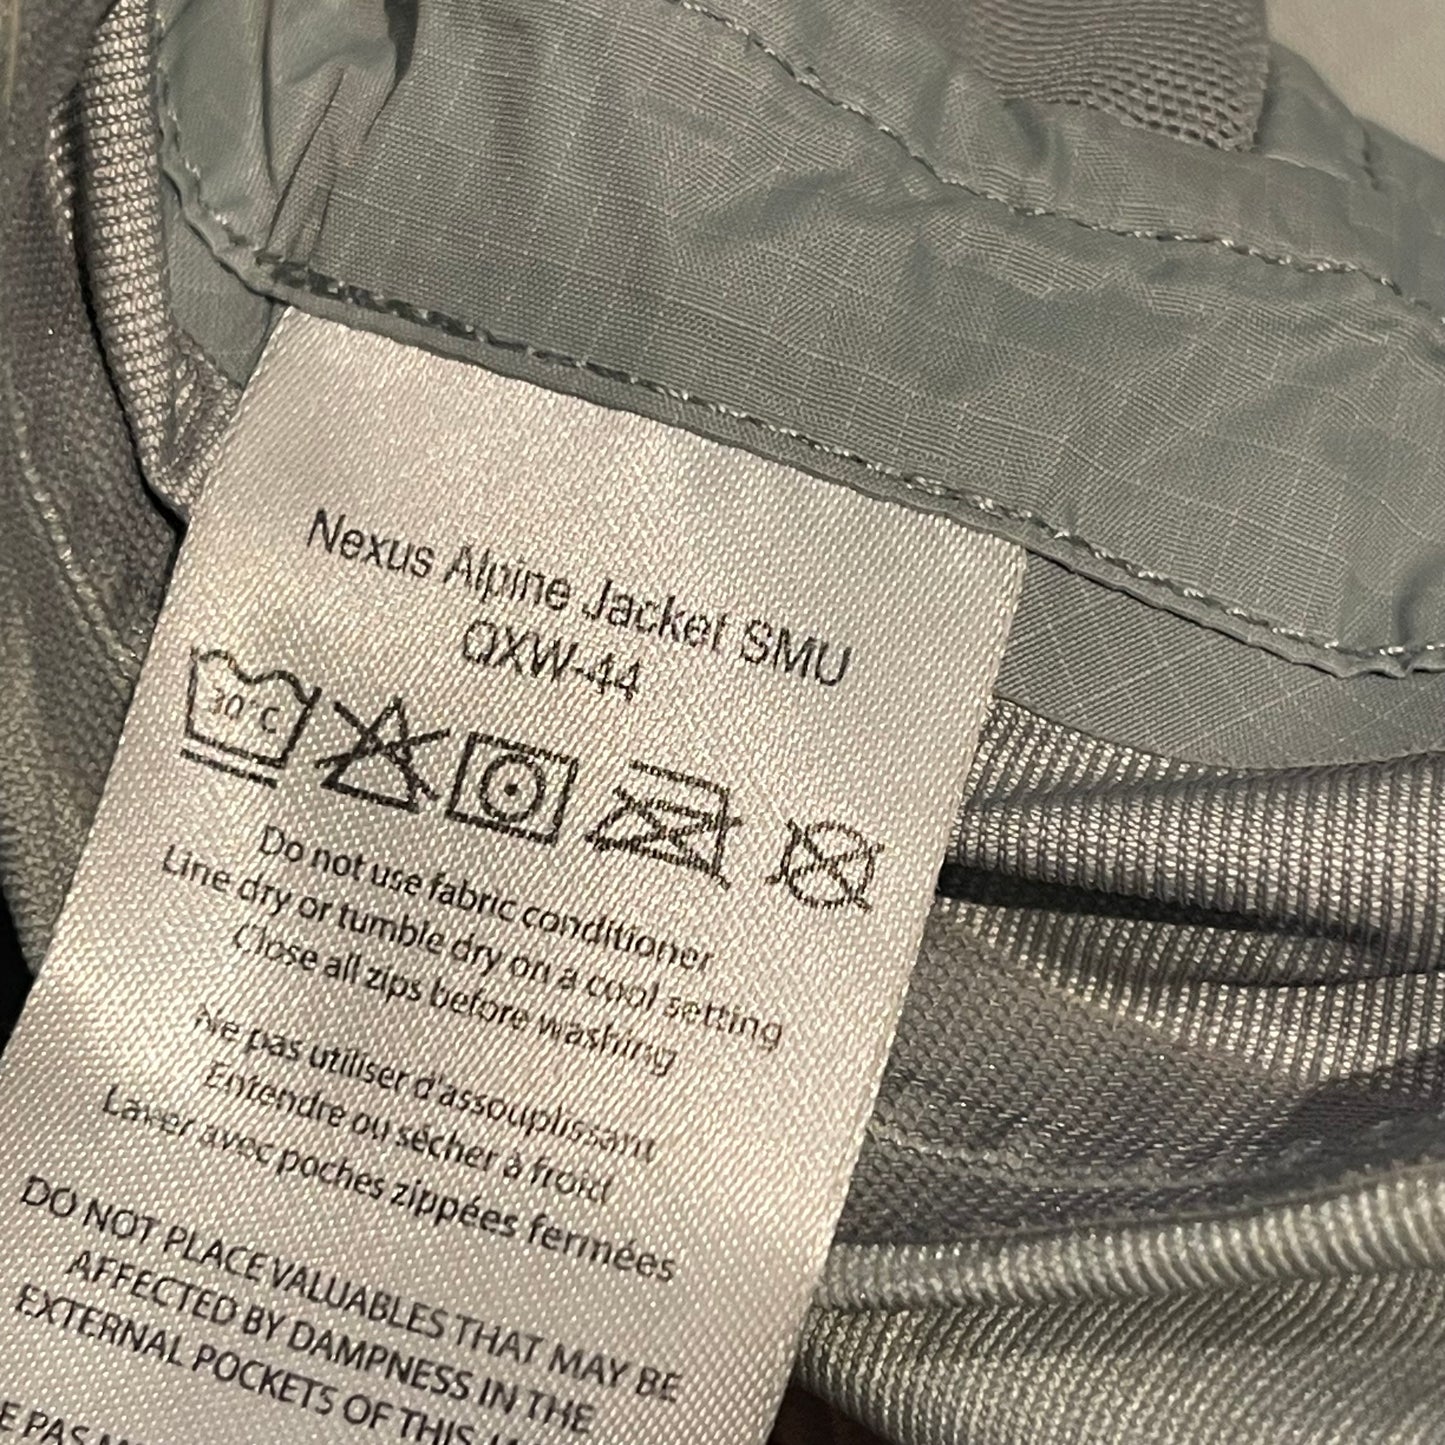 Nexus Alpine Jacket SMU
QXW-44
30°C
Do not use fabric conditioner
Line dry or tumble dry on a cool setting
Close all zips before washing
Ne pas utiliser d'assouplissant
Entendre ou sécher à froid
Laver avec poches zippées fermées
DO NOT PLACE VALUABLES THAT MAY BE
AFFECTED BY DAMPNESS IN THE
EXTERNAL POCKETS OF THIS
PAS